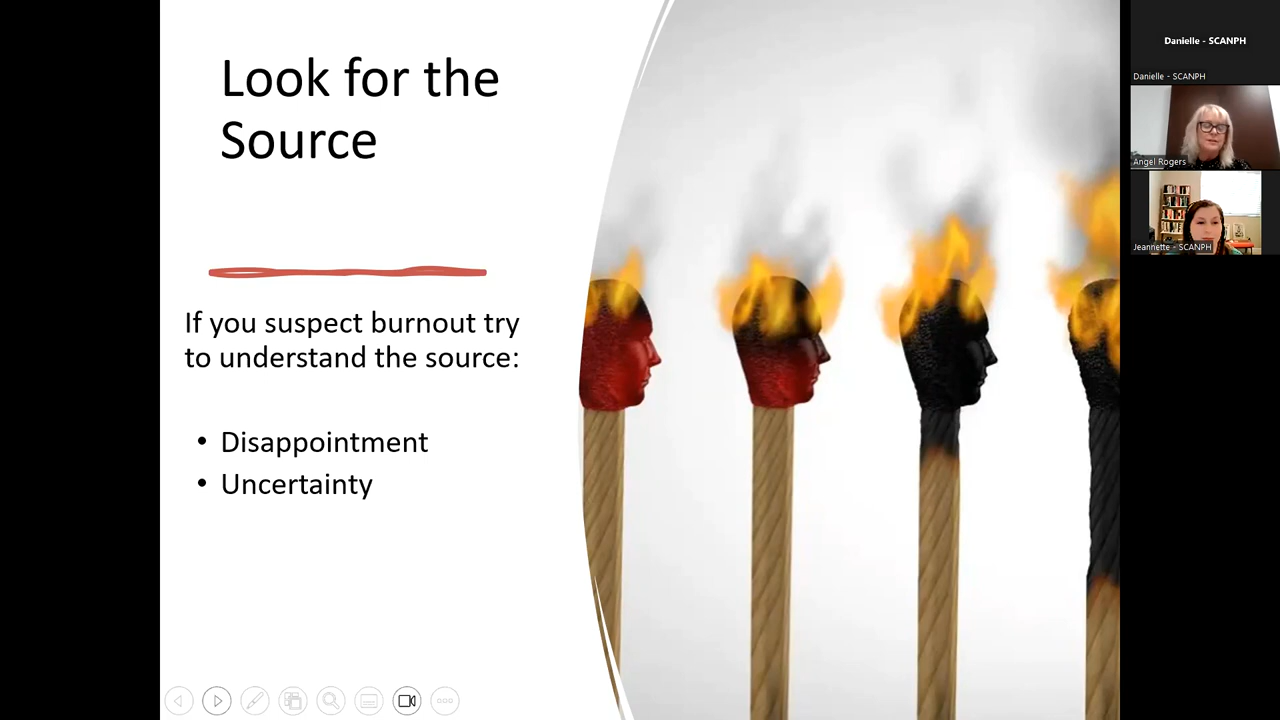 Look for the
Source
If you suspect burnout try
to understand the source:
• Disappointment
• Uncertainty
Danielle - SCANPH
Danielle - SCANPH
Angel Rogers
Jeannette - SCANPH